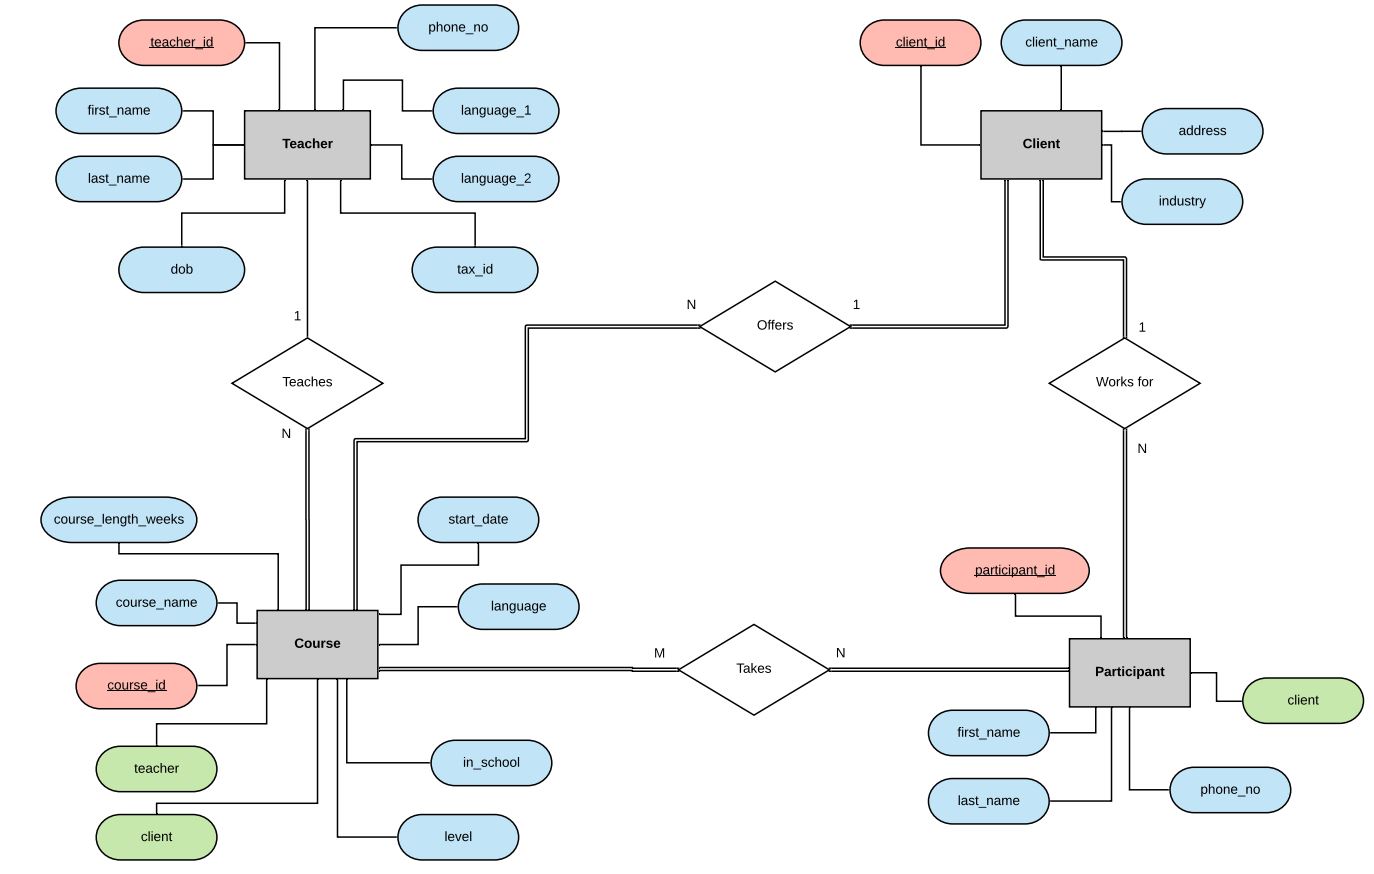 phone_no
teacher_id
client_id
client_name
first_name
language_1
address
Teacher
Client
last_name
language_2
industry
dob
tax_id
N
1
Offers
1
1
Teaches
Works for
N
N
course_length_weeks
start_date
participant_id
course_name
language
Course
M
N
Takes
Participant
course_id
client
first_name
teacher
in_school
phone_no
last_name
client
level